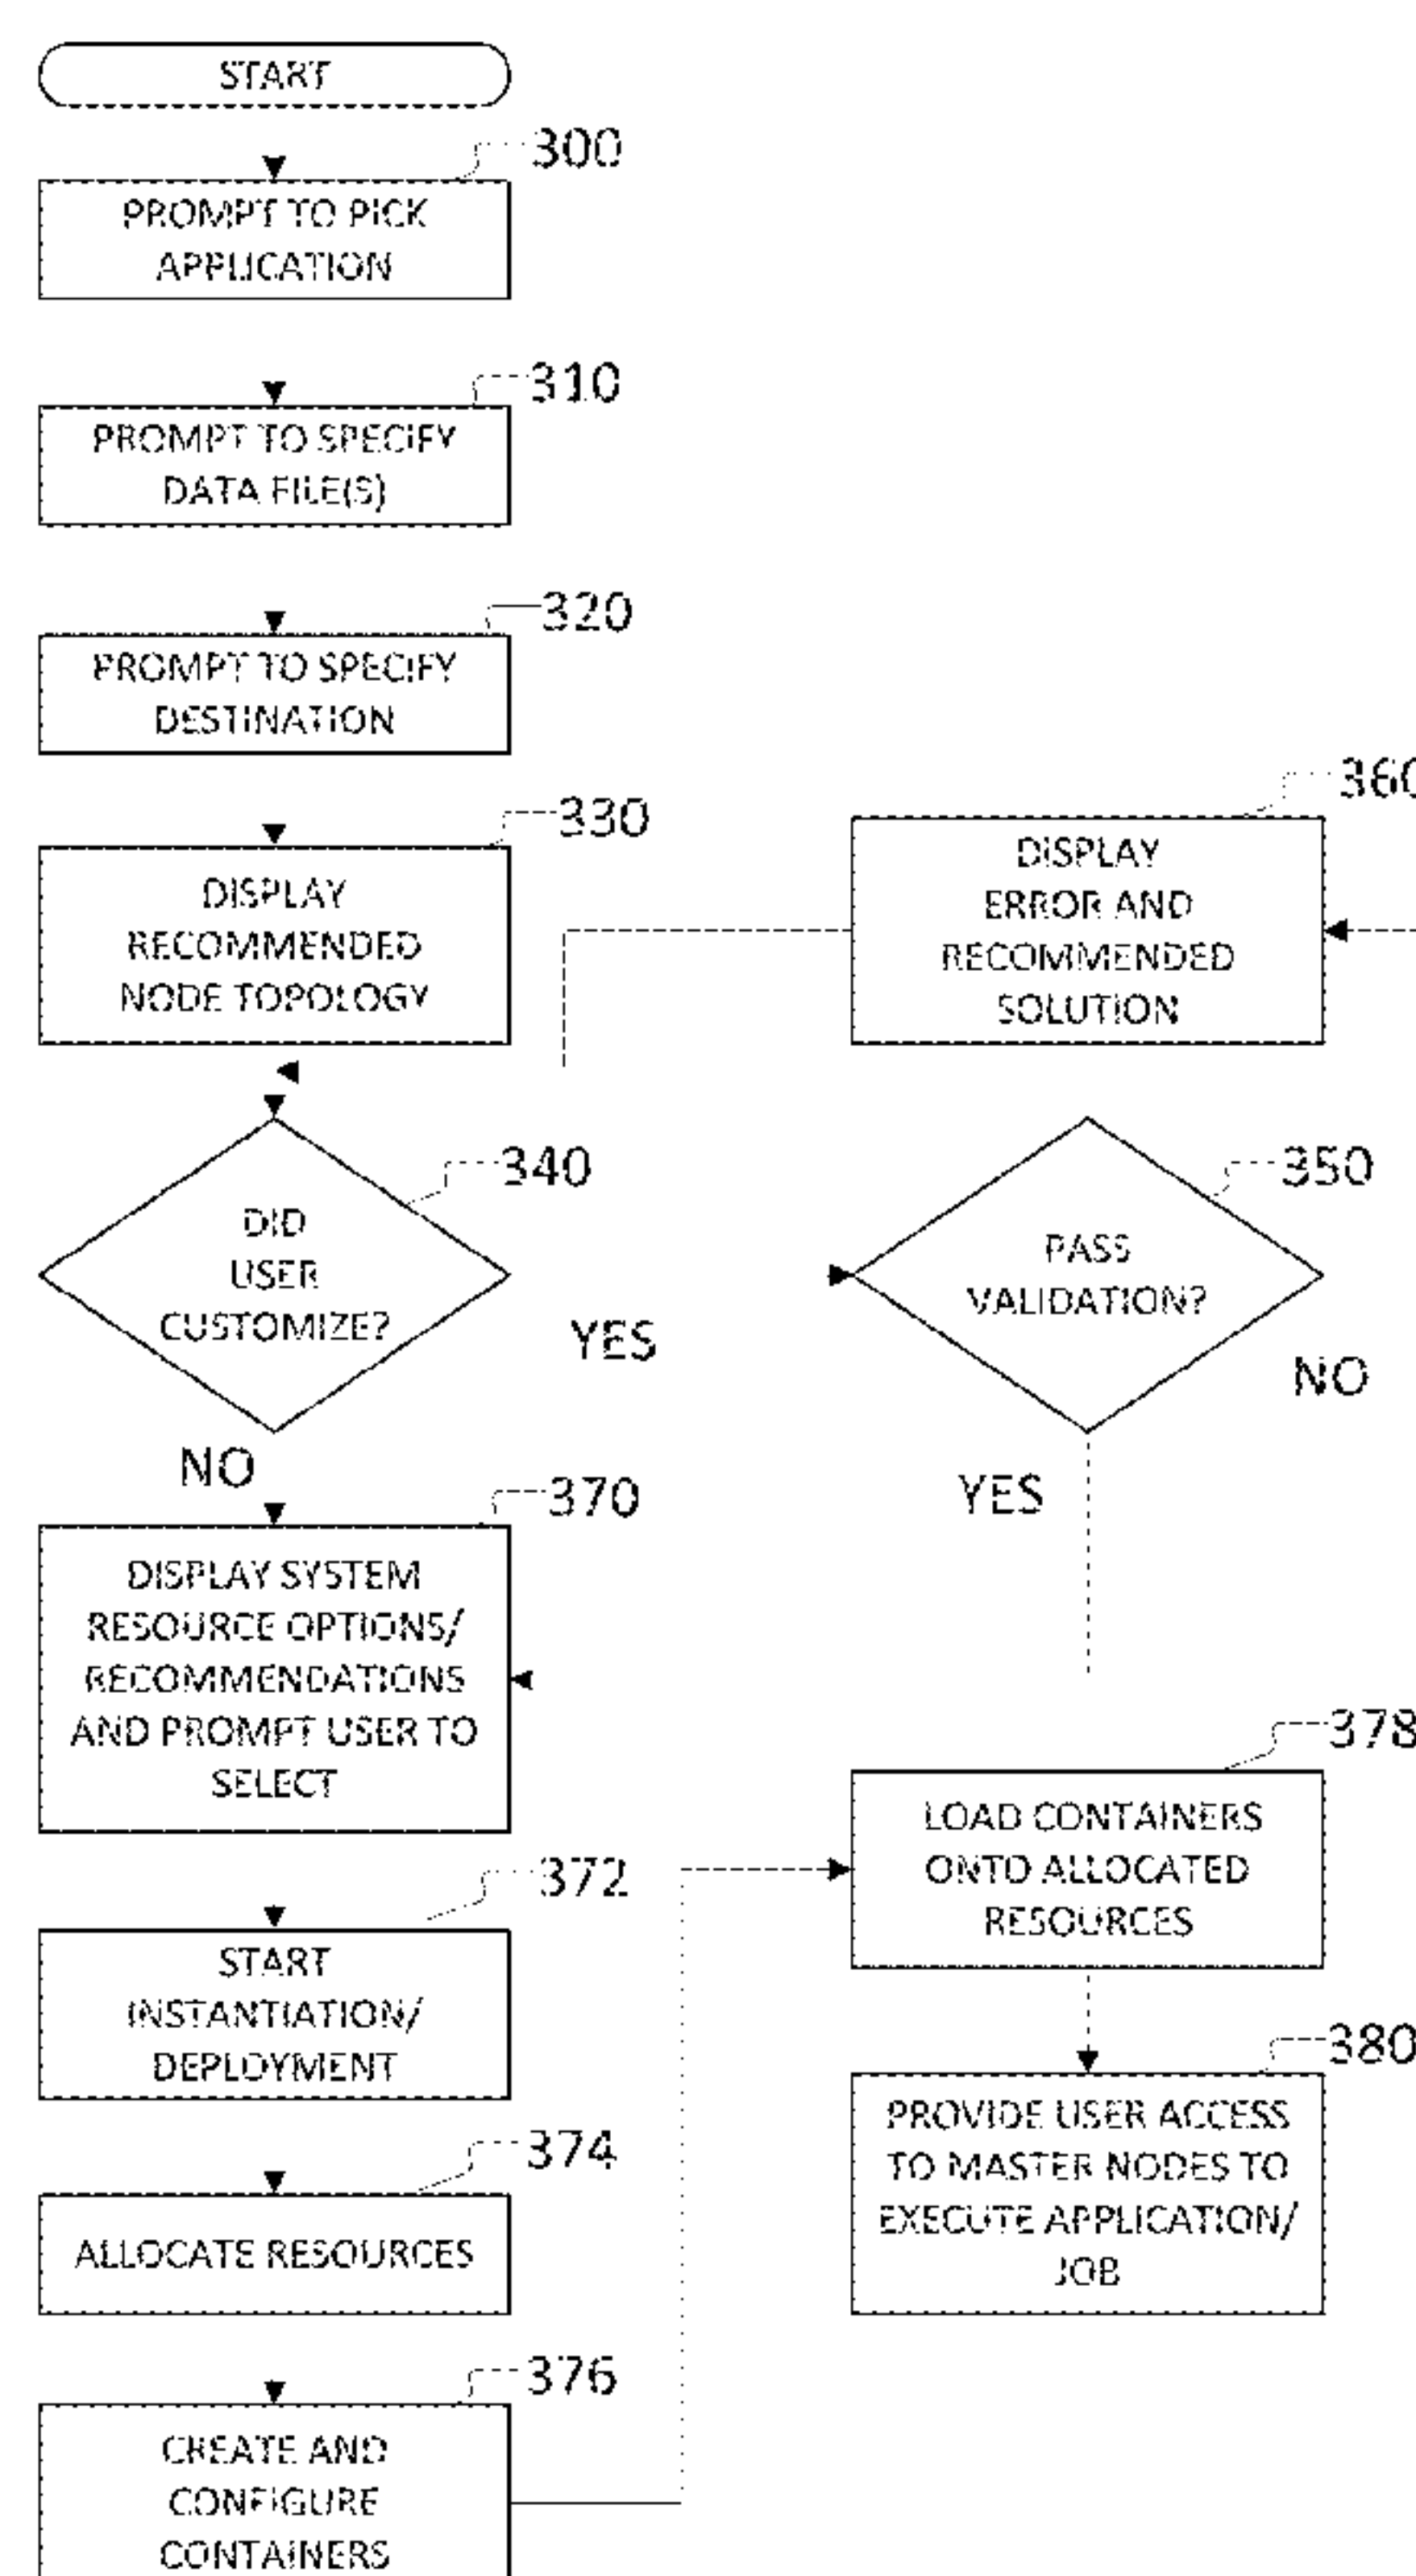 START
300
PROMPT TO PICK
APPLICATION
310
PROMPT TO SPECIFY
DATA FILE(S)
320
PROMPT TO SPECIFY
DESTINATION
330
DISPLAY
RECOMMENDED
NODE TOPOLOGY
360
DISPLAY
ERROR AND
RECOMMENDED
SOLUTION
340
DID
USER
CUSTOMIZE?
YES
NO
350
PASS
VALIDATION?
NO
YES
370
DISPLAY SYSTEM
RESOURCE OPTIONS/
RECOMMENDATIONS
AND PROMPT USER TO
SELECT
372
START
INSTANTIATION/
DEPLOYMENT
374
ALLOCATE RESOURCES
376
CREATE AND
CONFIGURE
CONTAINERS
378
LOAD CONTAINERS
ONTO ALLOCATED
RESOURCES
380
PROVIDE USER ACCESS
TO MASTER NODES TO
EXECUTE APPLICATION/
JOB